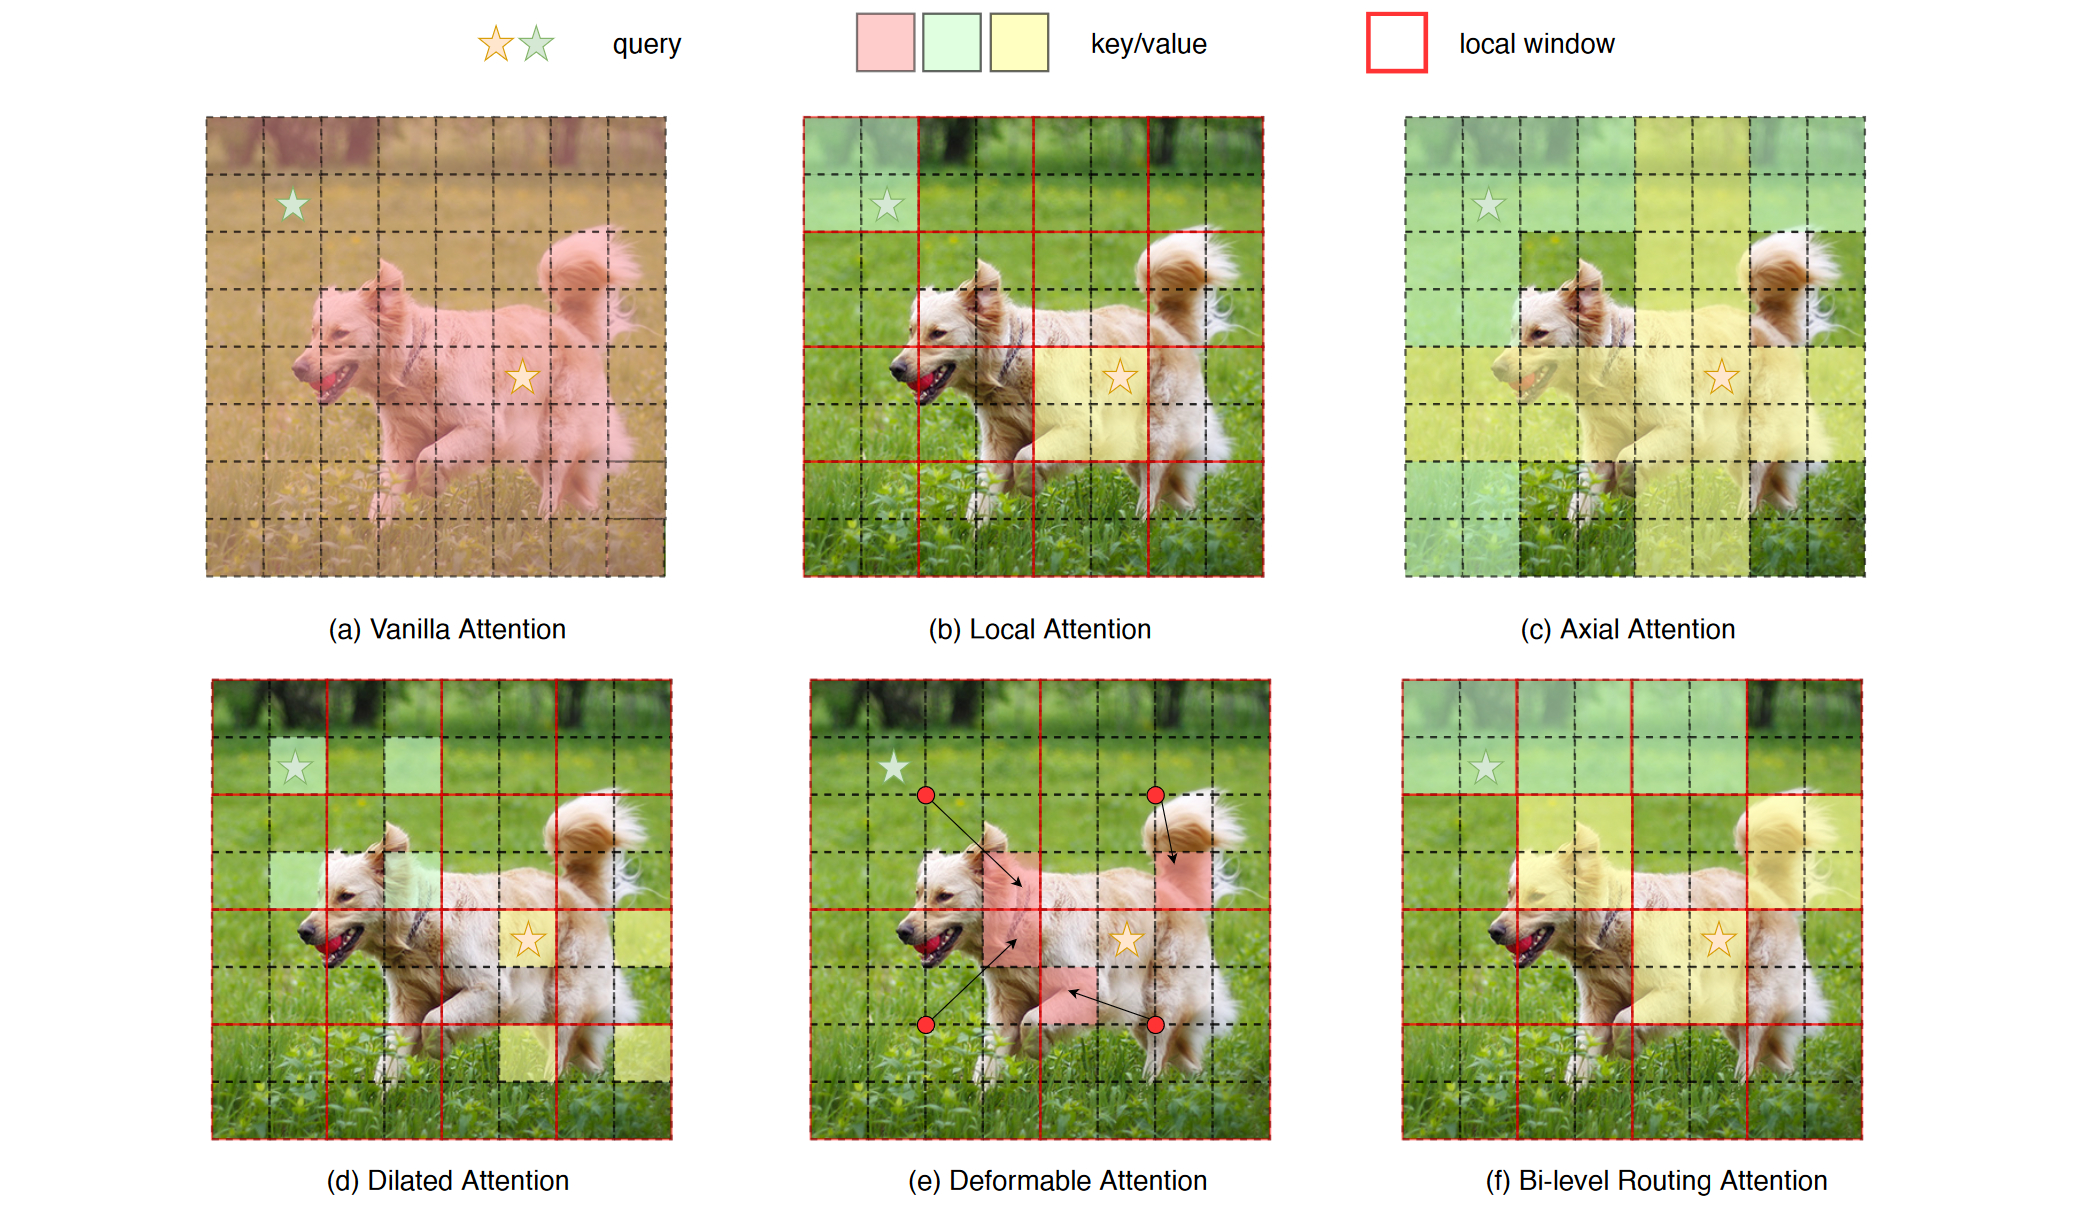 query
key/value
local window
(a) Vanilla Attention
(b) Local Attention
(c) Axial Attention
(d) Dilated Attention
(e) Deformable Attention
(f) Bi-level Routing Attention